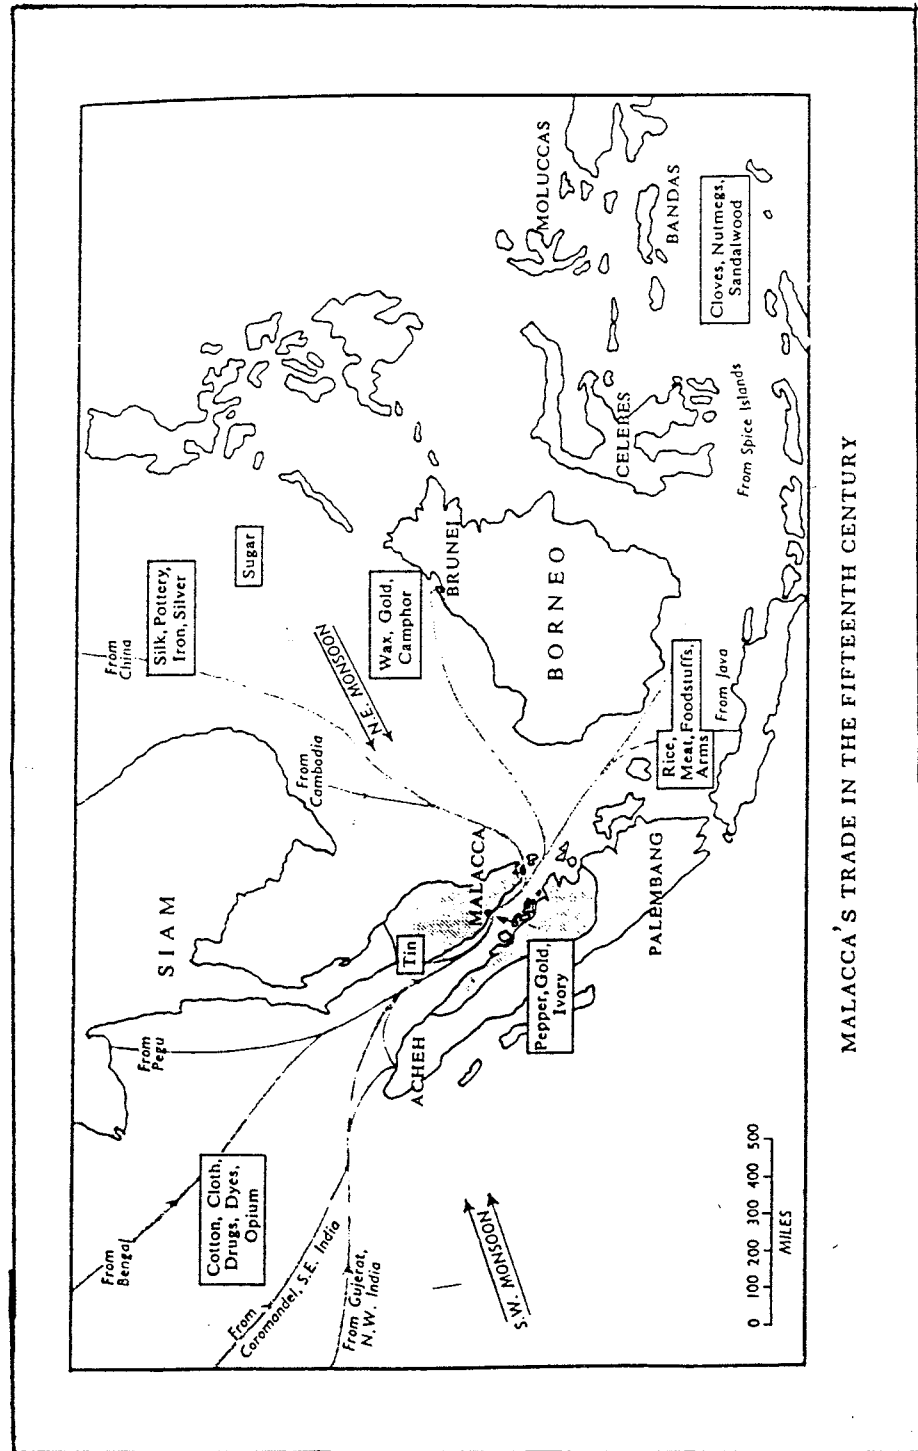 From
China
Silk, Pottery,
Iron, Silver
Sugar
SIAM
From
Pegu
From
Bengal
Cotton, Cloth,
Drugs, Dyes,
Opium
From
Coromandel, S.E. India
From Gujerat,
N.W. India
From
Cambodia
N.E. MONSOON
Wax, Gold,
Camphor
BRUNEI
MOLUCCAS
Tin
MALACCA
ACHEH
BORNEO
CELERES
BANDAS
Cloves, Nutmegs,
Sandalwood
From Spice Islands
Pepper, Gold,
Ivory
PALEMBANG
Rice,
Meat, Foodstuffs,
Arms
From Java
S.W. MONSOON
0 100 200 300 400 500
MILES
MALACCA'S TRADE IN THE FIFTEENTH CENTURY